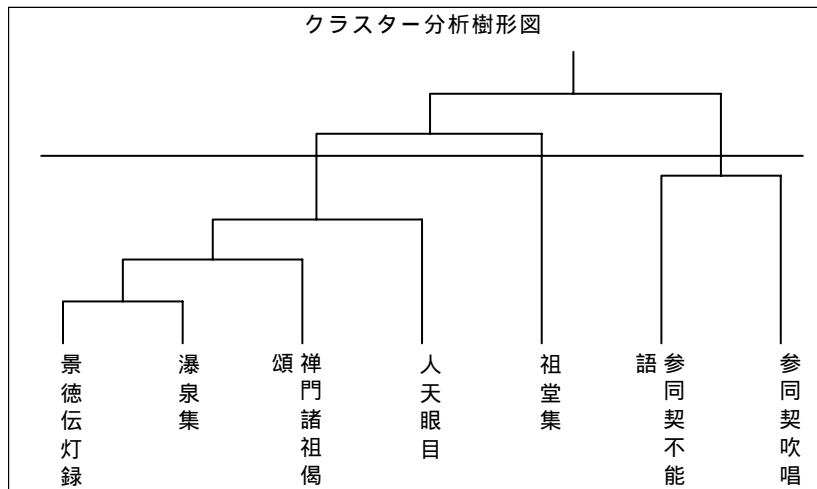 クラスター分析樹形図
景徳伝灯録
瀑泉集
禅門諸祖偈
頌
人天眼目
祖堂集
参同契不能
語
参同契吹唱